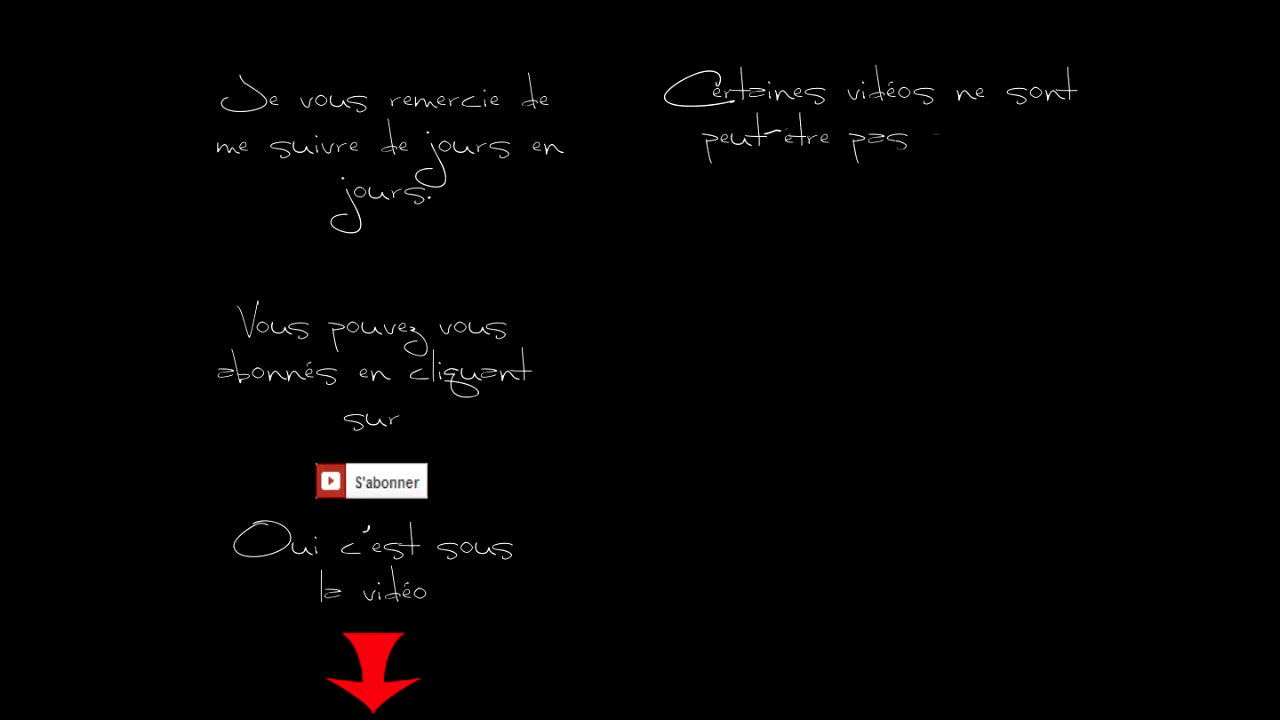 Je vous remercie de
me suivre de jours en
jours.
Vous pouvez vous
abonnés en cliquant
sur
S'abonner
Oui c'est sous
la vidéo
Certaines vidéos ne sont
peut-être pas